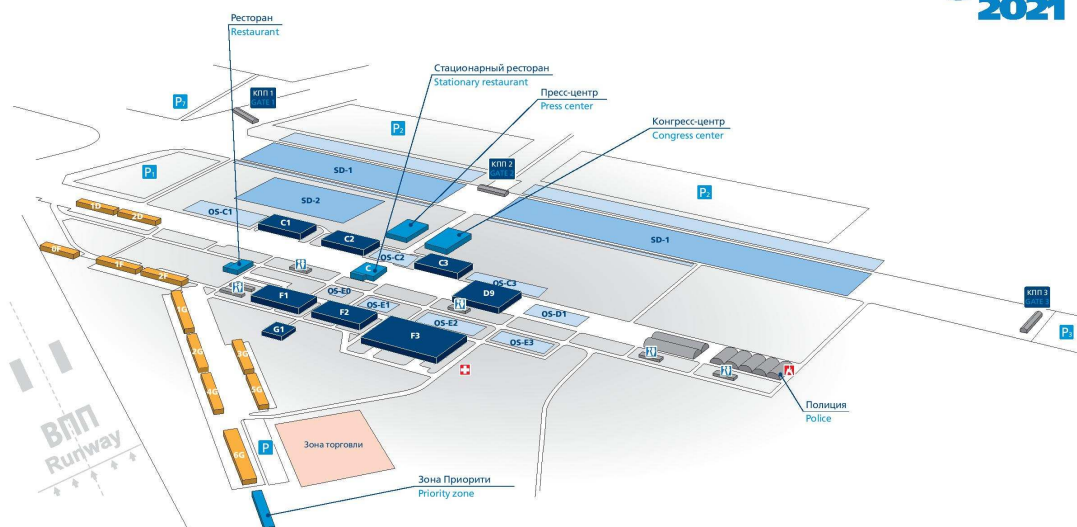 2021
Ресторан
Restaurant
Стационарный ресторан
Stationary restaurant
Пресс-центр
Press center
Конгресс-центр
Congress center
КПП 1
GATE 1
P₂
P₂
КПП 2
GATE 2
P₁
SD-1
P₂
SD-2
OS-C1
1D
2D
C1
C2
SD-1
OS-C2
C3
0F
1F
2F
C
OS-C3
КПП 3
GATE 3
OS-E0
F1
D9
1G
OS-E1
F2
OS-D1
P₃
G1
OS-E2
F3
OS-E3
2G
3G
4G
5G
Полиция
Police
ВПП
Runway
6G
P
Зона торговли
Зона Приорити
Priority zone